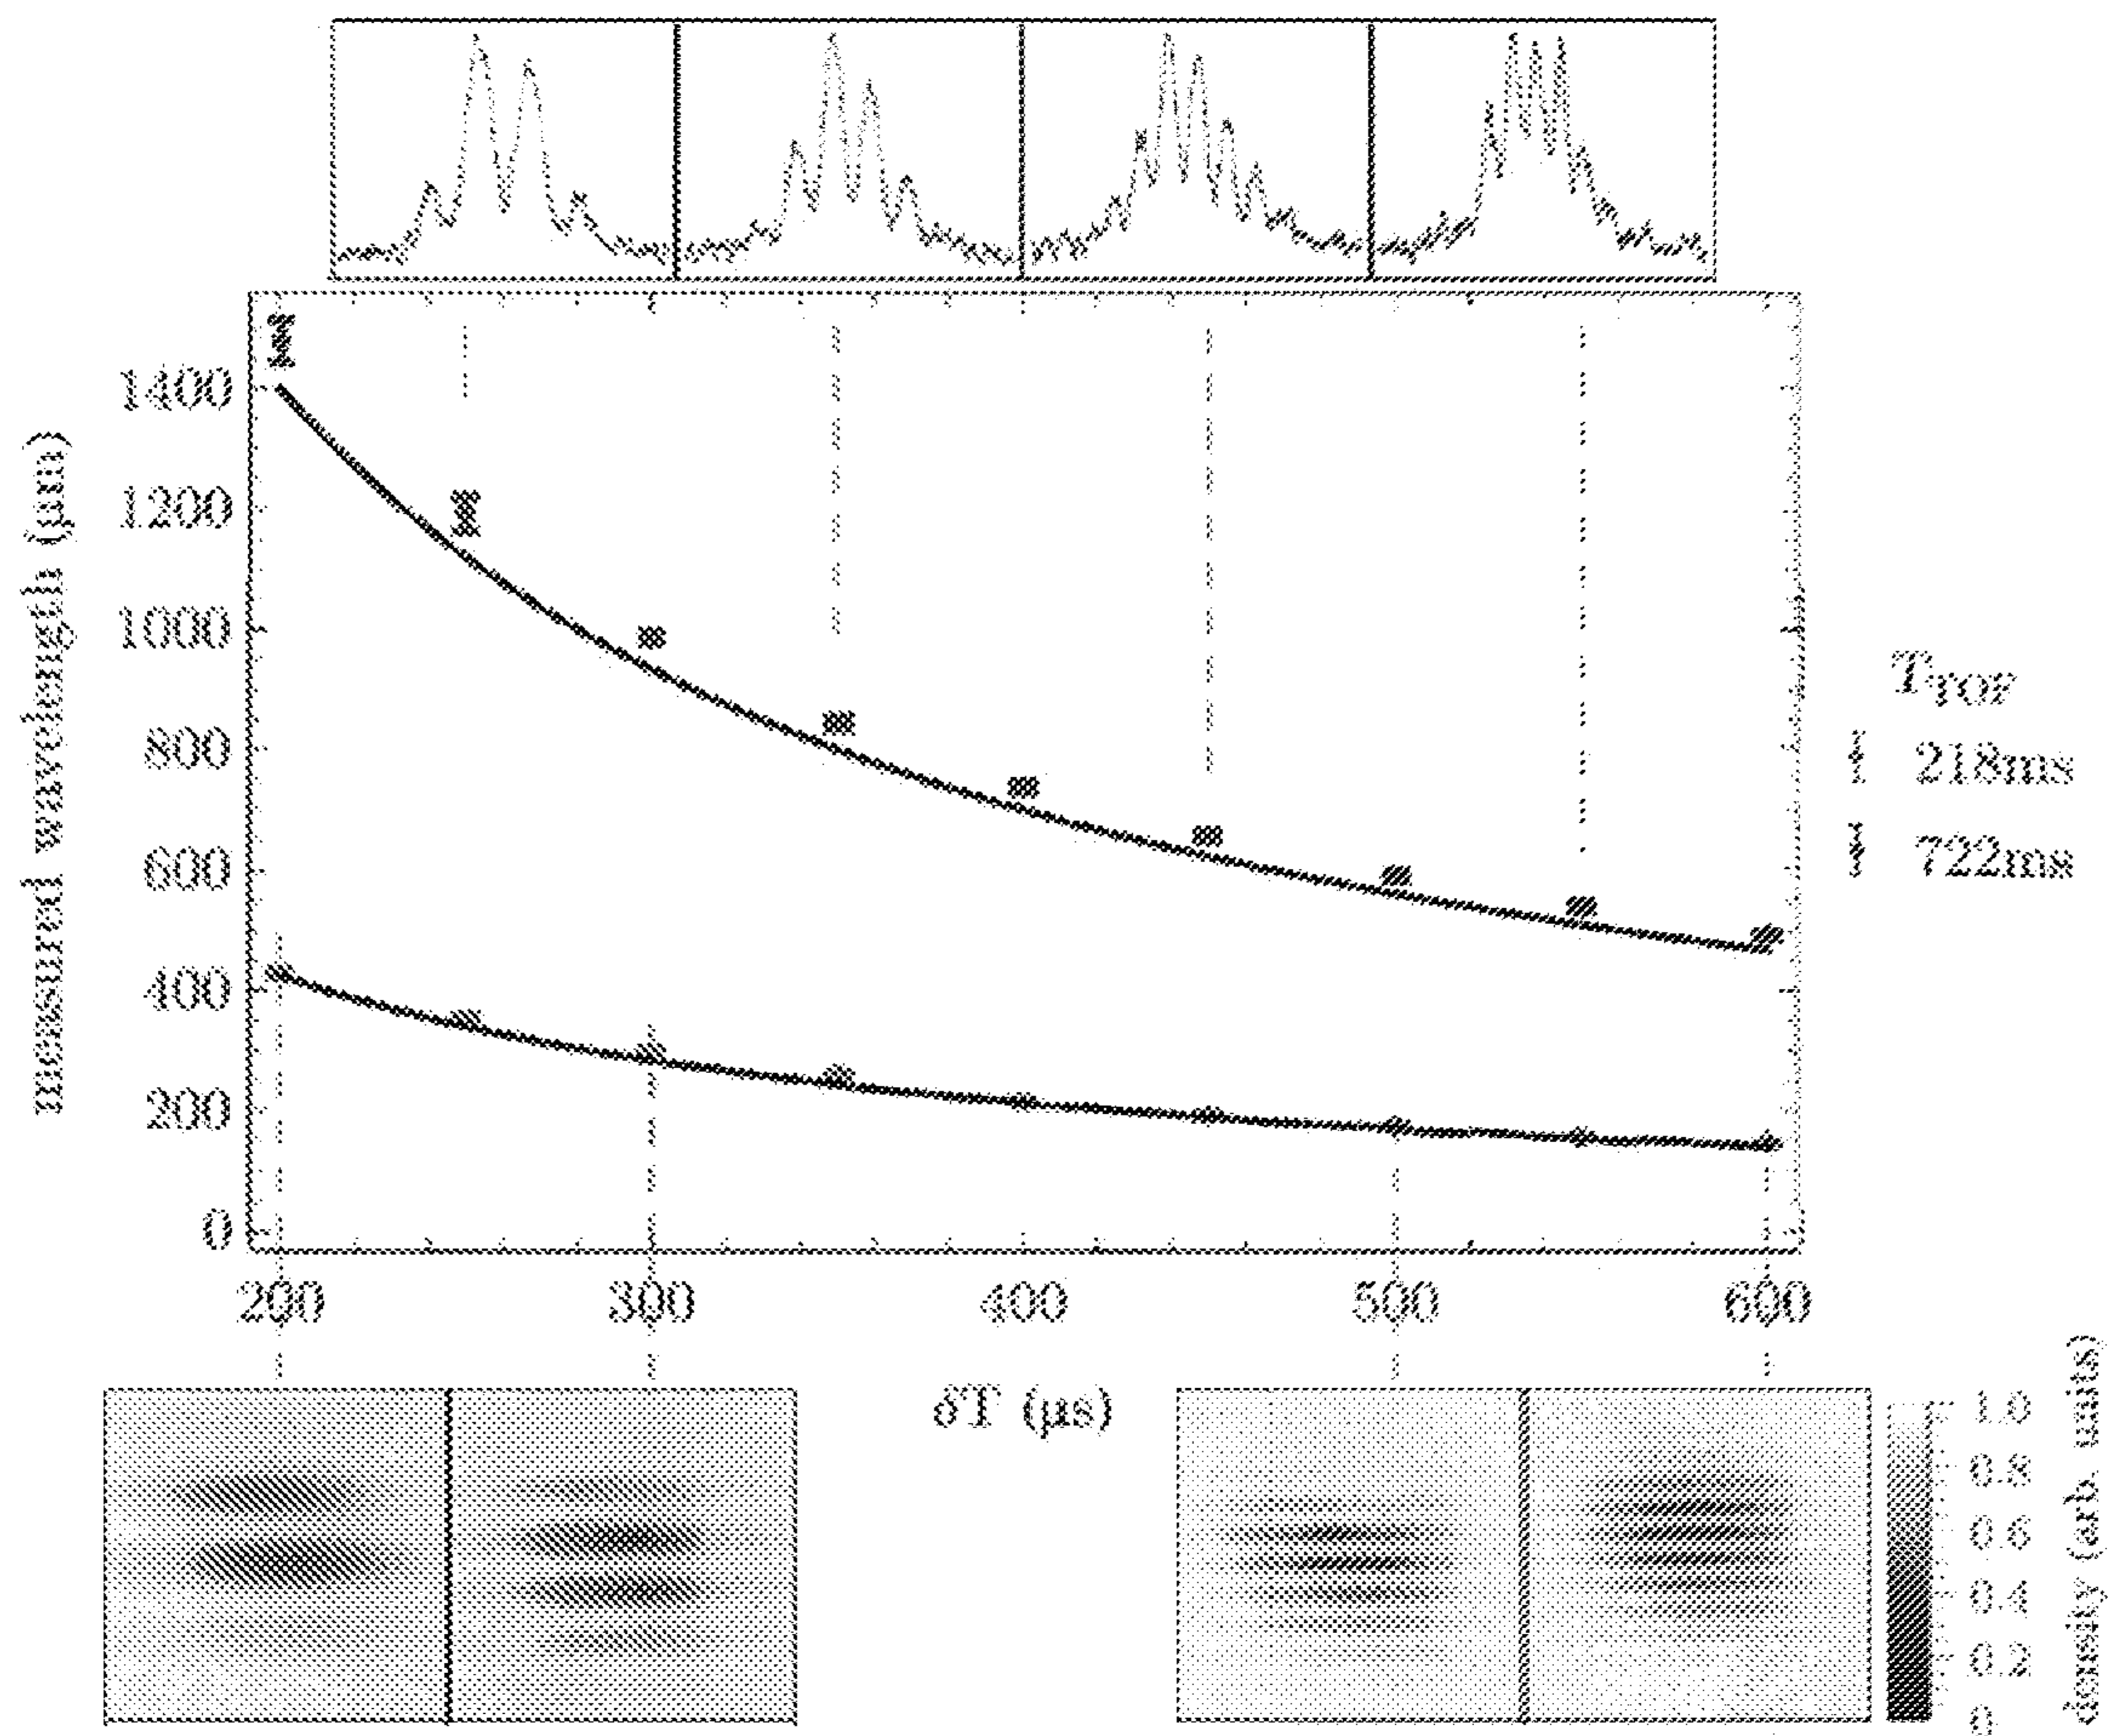 measured wavelength (μm)
1400
1200
1000
800
600
400
200
0
T_TOF
218ms
722ms
200 300 400 500 600
δT (μs)
1.0
0.8
0.6
0.4
0.2
0
density (arb. units)